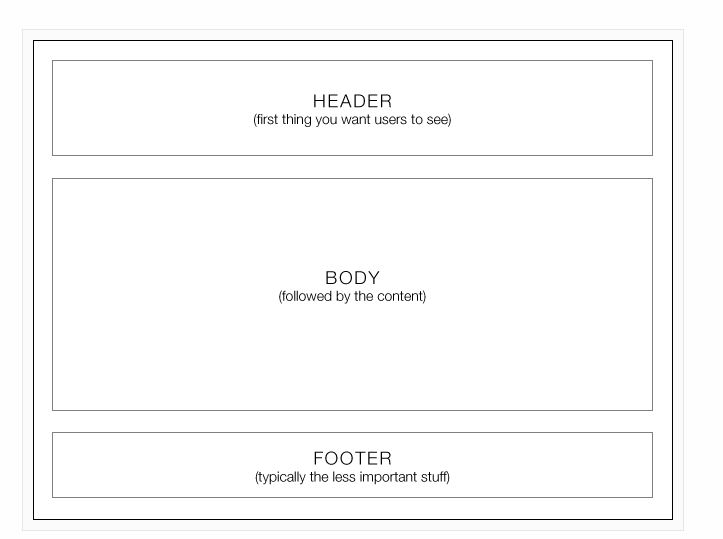 HEADER
(first thing you want users to see)
BODY
(followed by the content)
FOOTER
(typically the less important stuff)